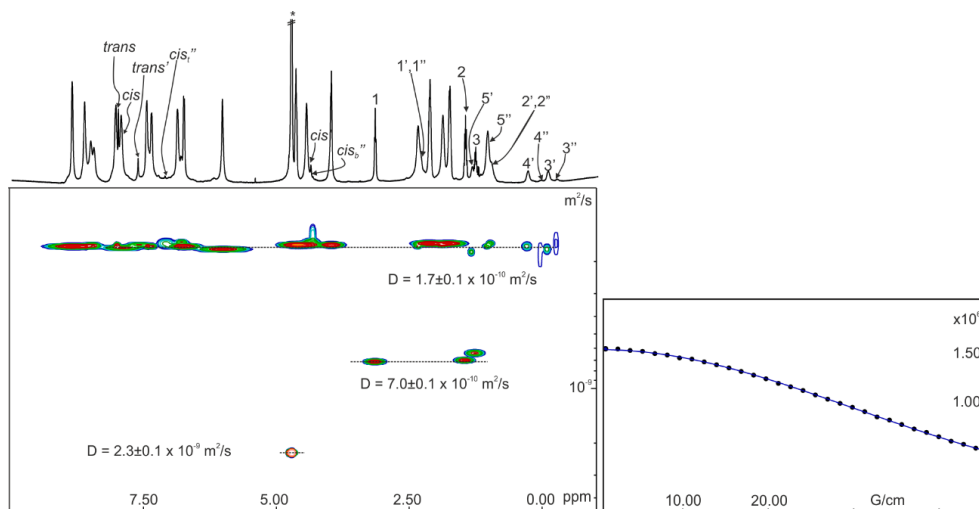 *
trans
trans'
cisₜ"
cis
1',1"
2
5'
3
5"
2',2"
1
cis
cis_b"
4"
4'
3'
3"
m²/s
D = 1.7±0.1 x 10⁻¹⁰ m²/s
D = 7.0±0.1 x 10⁻¹⁰ m²/s
10⁻⁹
D = 2.3±0.1 x 10⁻⁹ m²/s
7.50 5.00 2.50 0.00 ppm
1.50
1.00
10.00 20.00 G/cm